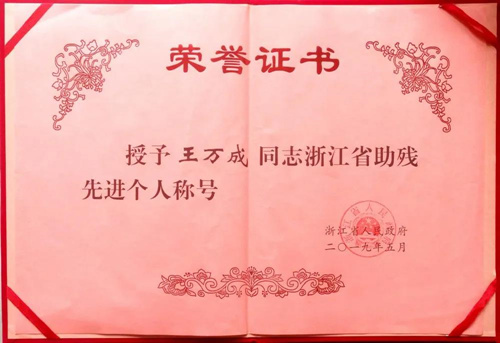 荣誉证书
授予 王万成 同志浙江省助残
先进个人称号
浙江省人民政府
二〇一九年五月